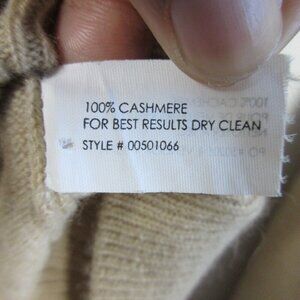 100% CASHMERE
FOR BEST RESULTS DRY CLEAN
STYLE # 00501066